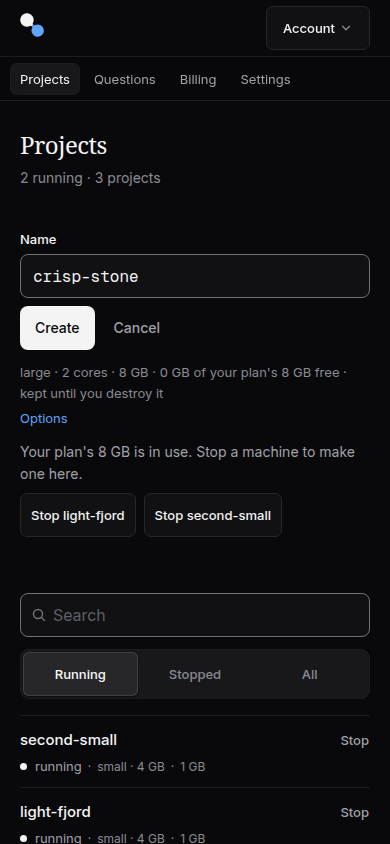 Account
Projects Questions Billing Settings
Projects
2 running · 3 projects
Name
crisp-stone
Create Cancel
large · 2 cores · 8 GB · 0 GB of your plan's 8 GB free ·
kept until you destroy it
Options
Your plan's 8 GB is in use. Stop a machine to make
one here.
Stop light-fjord Stop second-small
Search
Running Stopped All
second-small Stop
running · small · 4 GB · 1 GB
light-fjord Stop
running · small · 4 GB · 1 GB